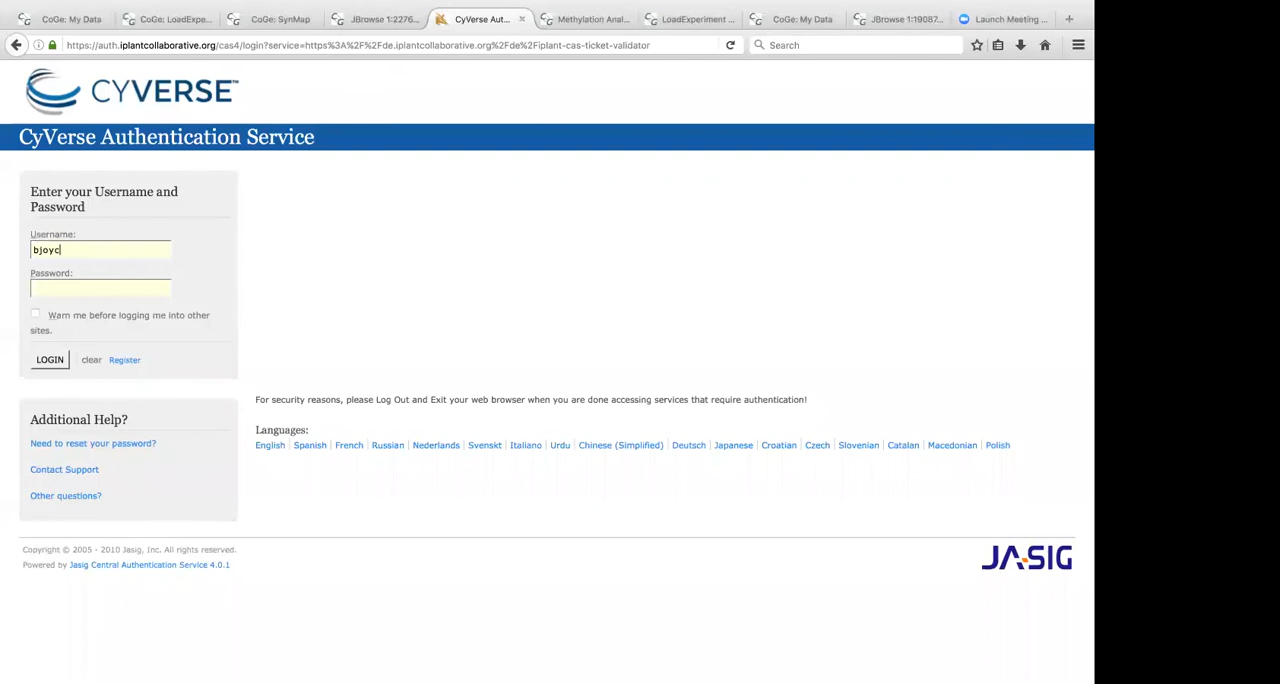 CoGe: My Data
CoGe: LoadExpe...
CoGe: SynMap
JBrowse 1:2276...
CyVerse Aut...
Methylation Anal...
LoadExperiment ...
CoGe: My Data
JBrowse 1:19087...
Launch Meeting ...
https://auth.iplantcollaborative.org/cas4/login?service=https%3A%2F%2Fde.iplantcollaborative.org%2Fde%2Fiplant-cas-ticket-validator
Search
CYVERSE™
CyVerse Authentication Service
Enter your Username and
Password
Username:
bjoyc
Password:
Warn me before logging me into other
sites.
LOGIN clear Register
For security reasons, please Log Out and Exit your web browser when you are done accessing services that require authentication!
Additional Help?
Languages:
Need to reset your password?
English | Spanish | French | Russian | Nederlands | Svenskt | Italiano | Urdu | Chinese (Simplified) | Deutsch | Japanese | Croatian | Czech | Slovenian | Catalan | Macedonian | Polish
Contact Support
Other questions?
Copyright © 2005 - 2010 Jasig, Inc. All rights reserved.
Powered by Jasig Central Authentication Service 4.0.1
JASIG